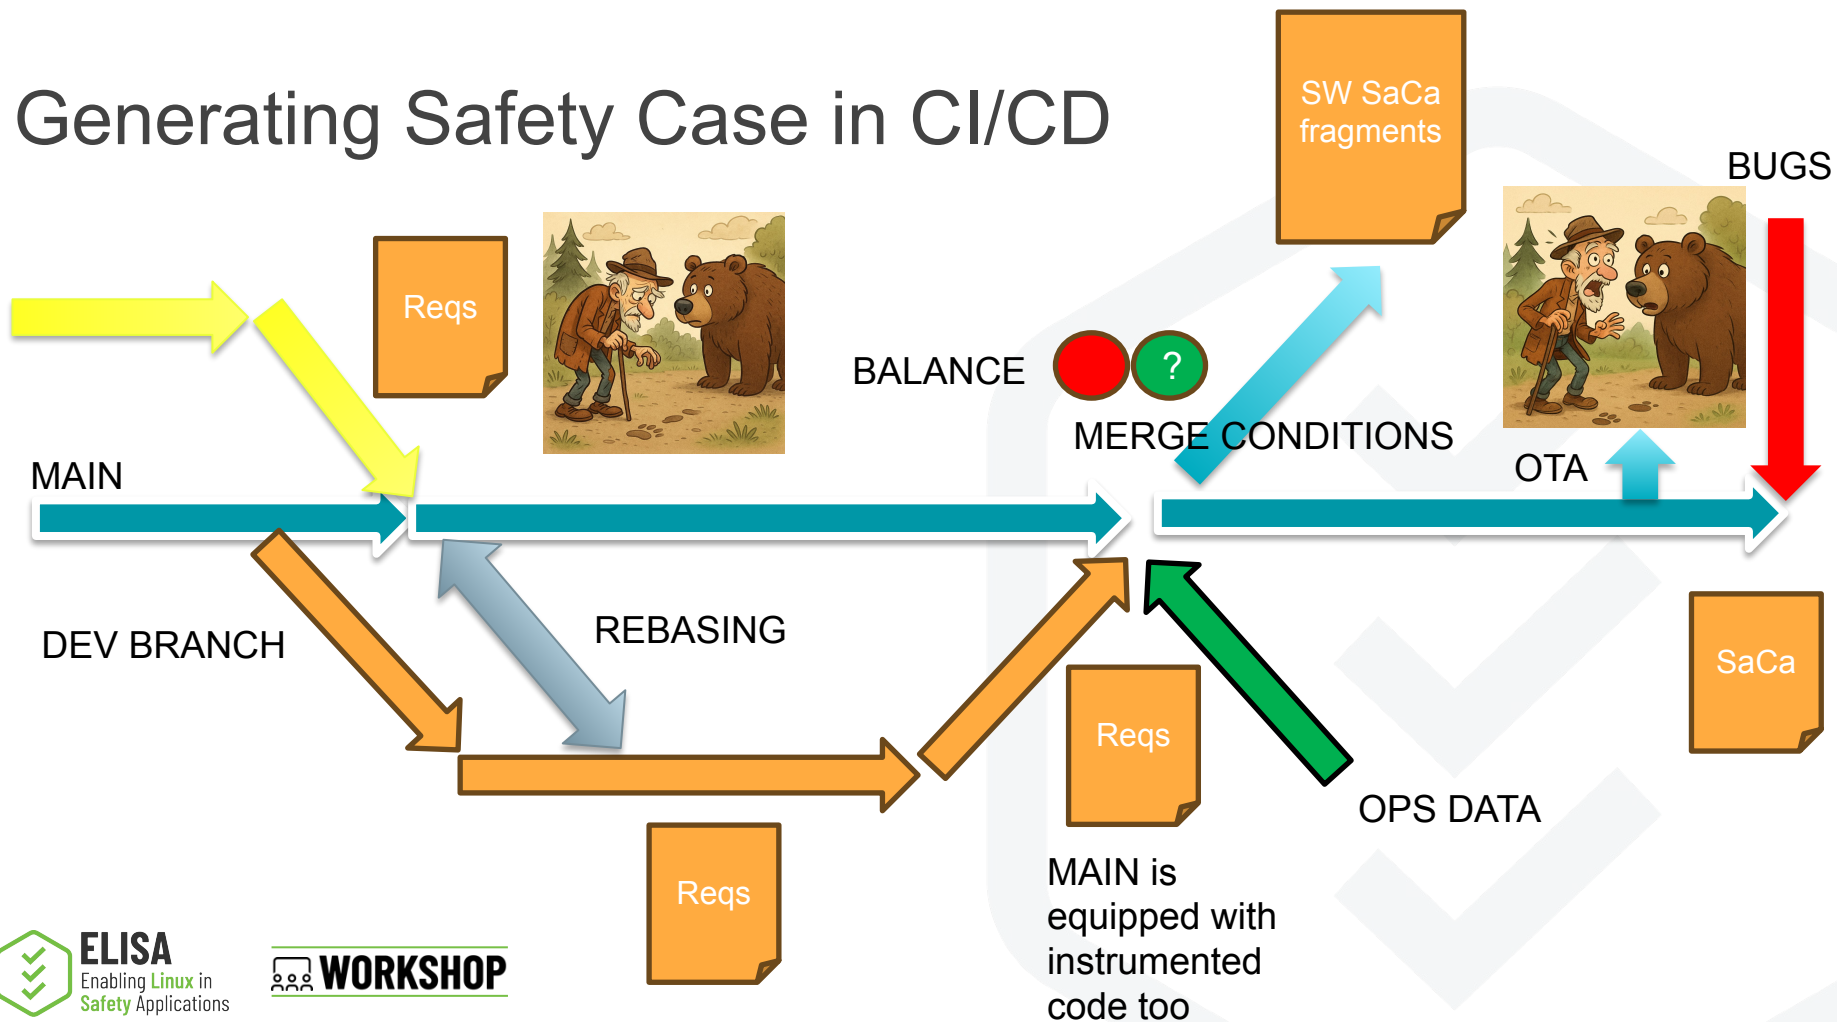 Generating Safety Case in CI/CD
SW SaCa
fragments
BUGS
Reqs
BALANCE
?
MERGE CONDITIONS
MAIN
OTA
DEV BRANCH
REBASING
SaCa
Reqs
OPS DATA
Reqs
MAIN is
equipped with
instrumented
code too
ELISA
Enabling Linux in
Safety Applications
WORKSHOP